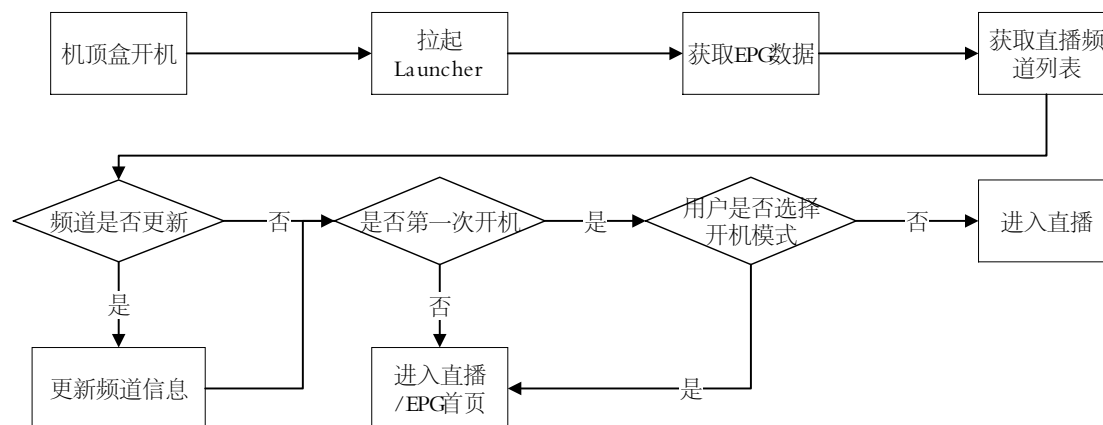 机顶盒开机
拉起
Launcher
获取EPG数据
获取直播频
道列表
频道是否更新
否
是否第一次开机
是
用户是否选择
开机模式
否
进入直播
是
否
更新频道信息
进入直播
/EPG首页
是